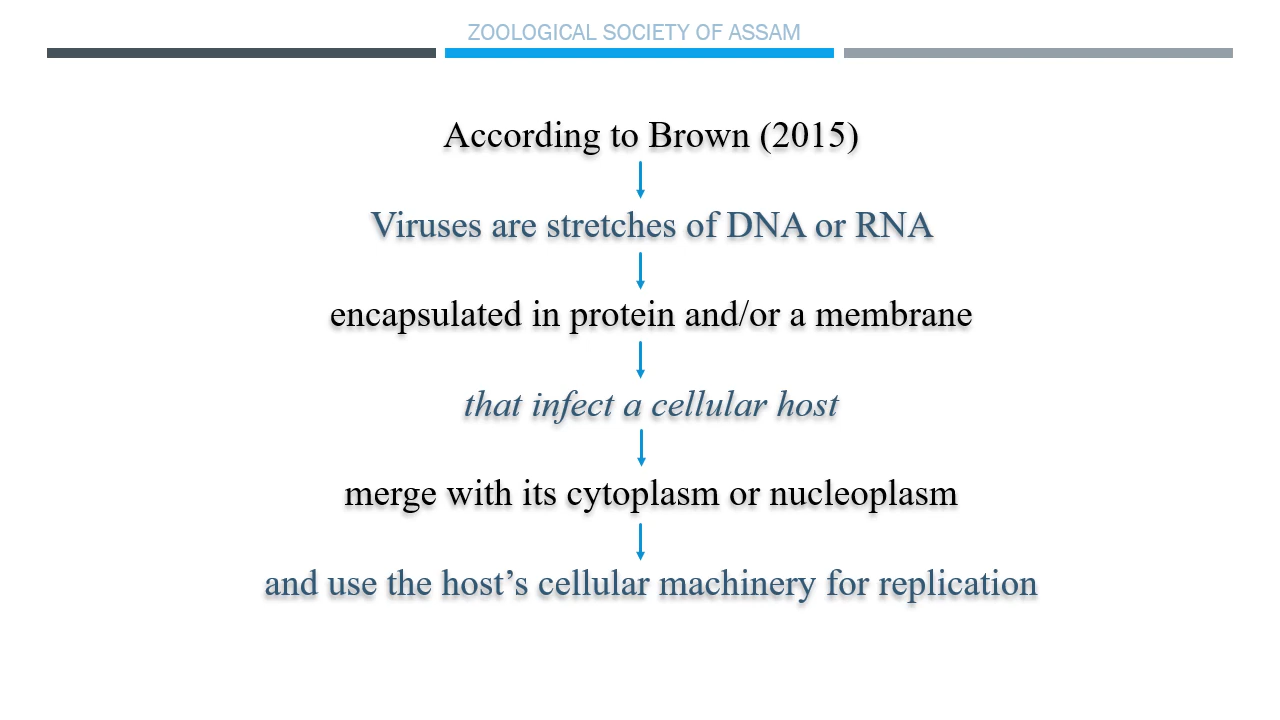 ZOOLOGICAL SOCIETY OF ASSAM
According to Brown (2015)
Viruses are stretches of DNA or RNA
encapsulated in protein and/or a membrane
that infect a cellular host
merge with its cytoplasm or nucleoplasm
and use the host’s cellular machinery for replication